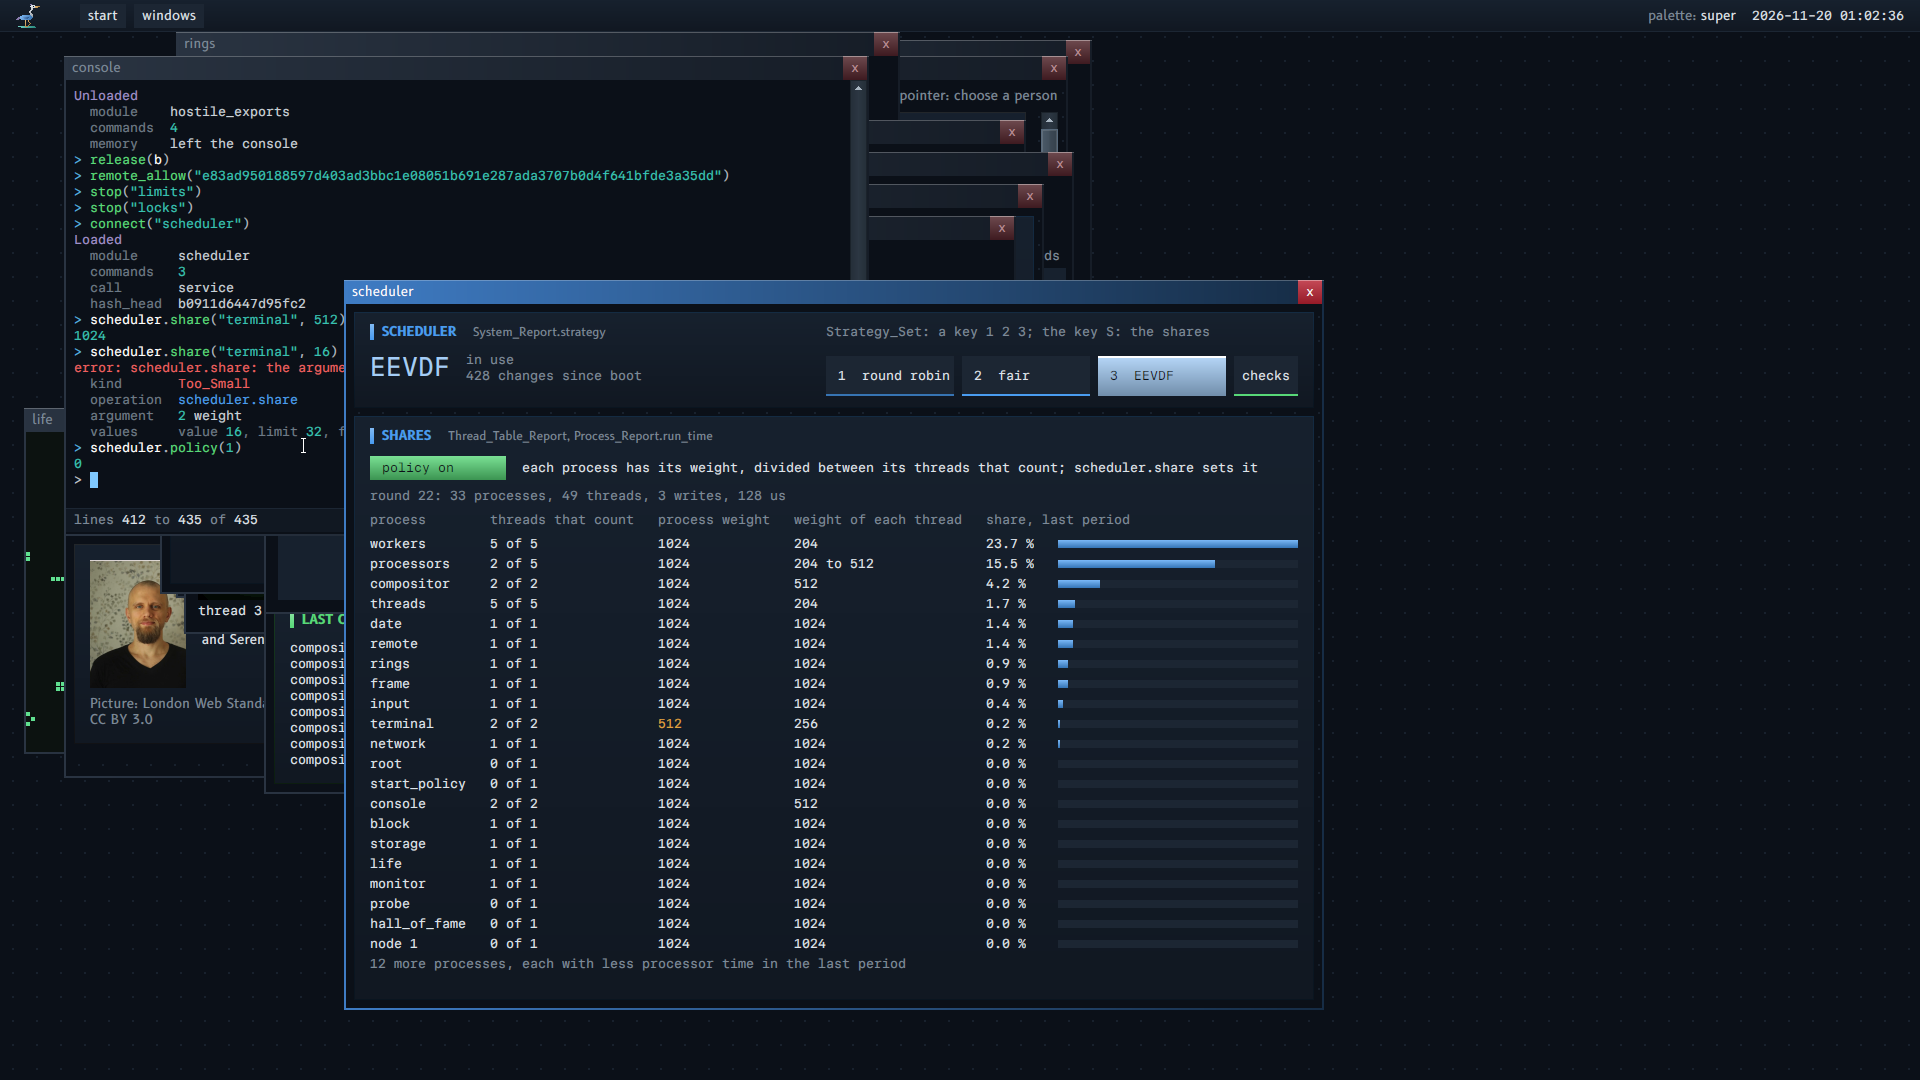 start windows palette: super 2026-11-20 01:02:36
rings x
x
console x
x
pointer: choose a person
x
x
x
x
ds
Unloaded
module hostile_exports
commands 4
memory left the console
> release(b)
> remote_allow("e83ad950188597d403ad3bbc1e08051b691e287ada3707b0d4f641bfde3a35dd")
> stop("limits")
> stop("locks")
> connect("scheduler")
Loaded
module scheduler
commands 3
call service
hash_head b0911d6447d95fc2
> scheduler.share("terminal", 512)
1024
> scheduler.share("terminal", 16)
error: scheduler.share: the argume
kind Too_Small
operation scheduler.share
argument 2 weight
values value 16, limit 32, f
> scheduler.policy(1)
0
>
lines 412 to 435 of 435
life
thread 3
and Seren
Picture: London Web Standa
CC BY 3.0
LAST C
composi
composi
composi
composi
composi
composi
composi
composi
scheduler x
SCHEDULER System_Report.strategy Strategy_Set: a key 1 2 3; the key S: the shares
EEVDF in use
428 changes since boot
1 round robin 2 fair 3 EEVDF checks
SHARES Thread_Table_Report, Process_Report.run_time
policy on each process has its weight, divided between its threads that count; scheduler.share sets it
round 22: 33 processes, 49 threads, 3 writes, 128 us
process threads that count process weight weight of each thread share, last period
workers 5 of 5 1024 204 23.7 %
processors 2 of 5 1024 204 to 512 15.5 %
compositor 2 of 2 1024 512 4.2 %
threads 5 of 5 1024 204 1.7 %
date 1 of 1 1024 1024 1.4 %
remote 1 of 1 1024 1024 1.4 %
rings 1 of 1 1024 1024 0.9 %
frame 1 of 1 1024 1024 0.9 %
input 1 of 1 1024 1024 0.4 %
terminal 2 of 2 512 256 0.2 %
network 1 of 1 1024 1024 0.2 %
root 0 of 1 1024 1024 0.0 %
start_policy 0 of 1 1024 1024 0.0 %
console 2 of 2 1024 512 0.0 %
block 1 of 1 1024 1024 0.0 %
storage 1 of 1 1024 1024 0.0 %
life 1 of 1 1024 1024 0.0 %
monitor 1 of 1 1024 1024 0.0 %
probe 0 of 1 1024 1024 0.0 %
hall_of_fame 0 of 1 1024 1024 0.0 %
node 1 0 of 1 1024 1024 0.0 %
12 more processes, each with less processor time in the last period